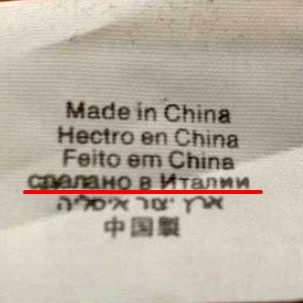 Made in China
Hectro en China
Feito em China
сделано в Италии
ארץ יצור איטליה
中国製